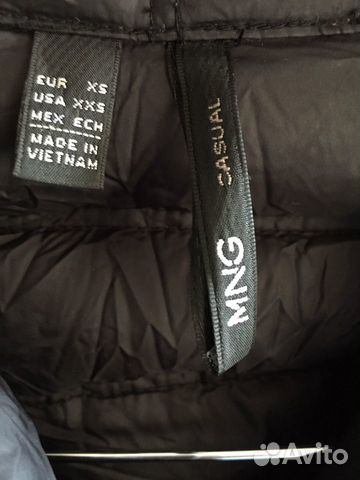 EUR XS
USA XXS
MEX ECH
MADE IN
VIETNAM
MNG CASUAL
Avito